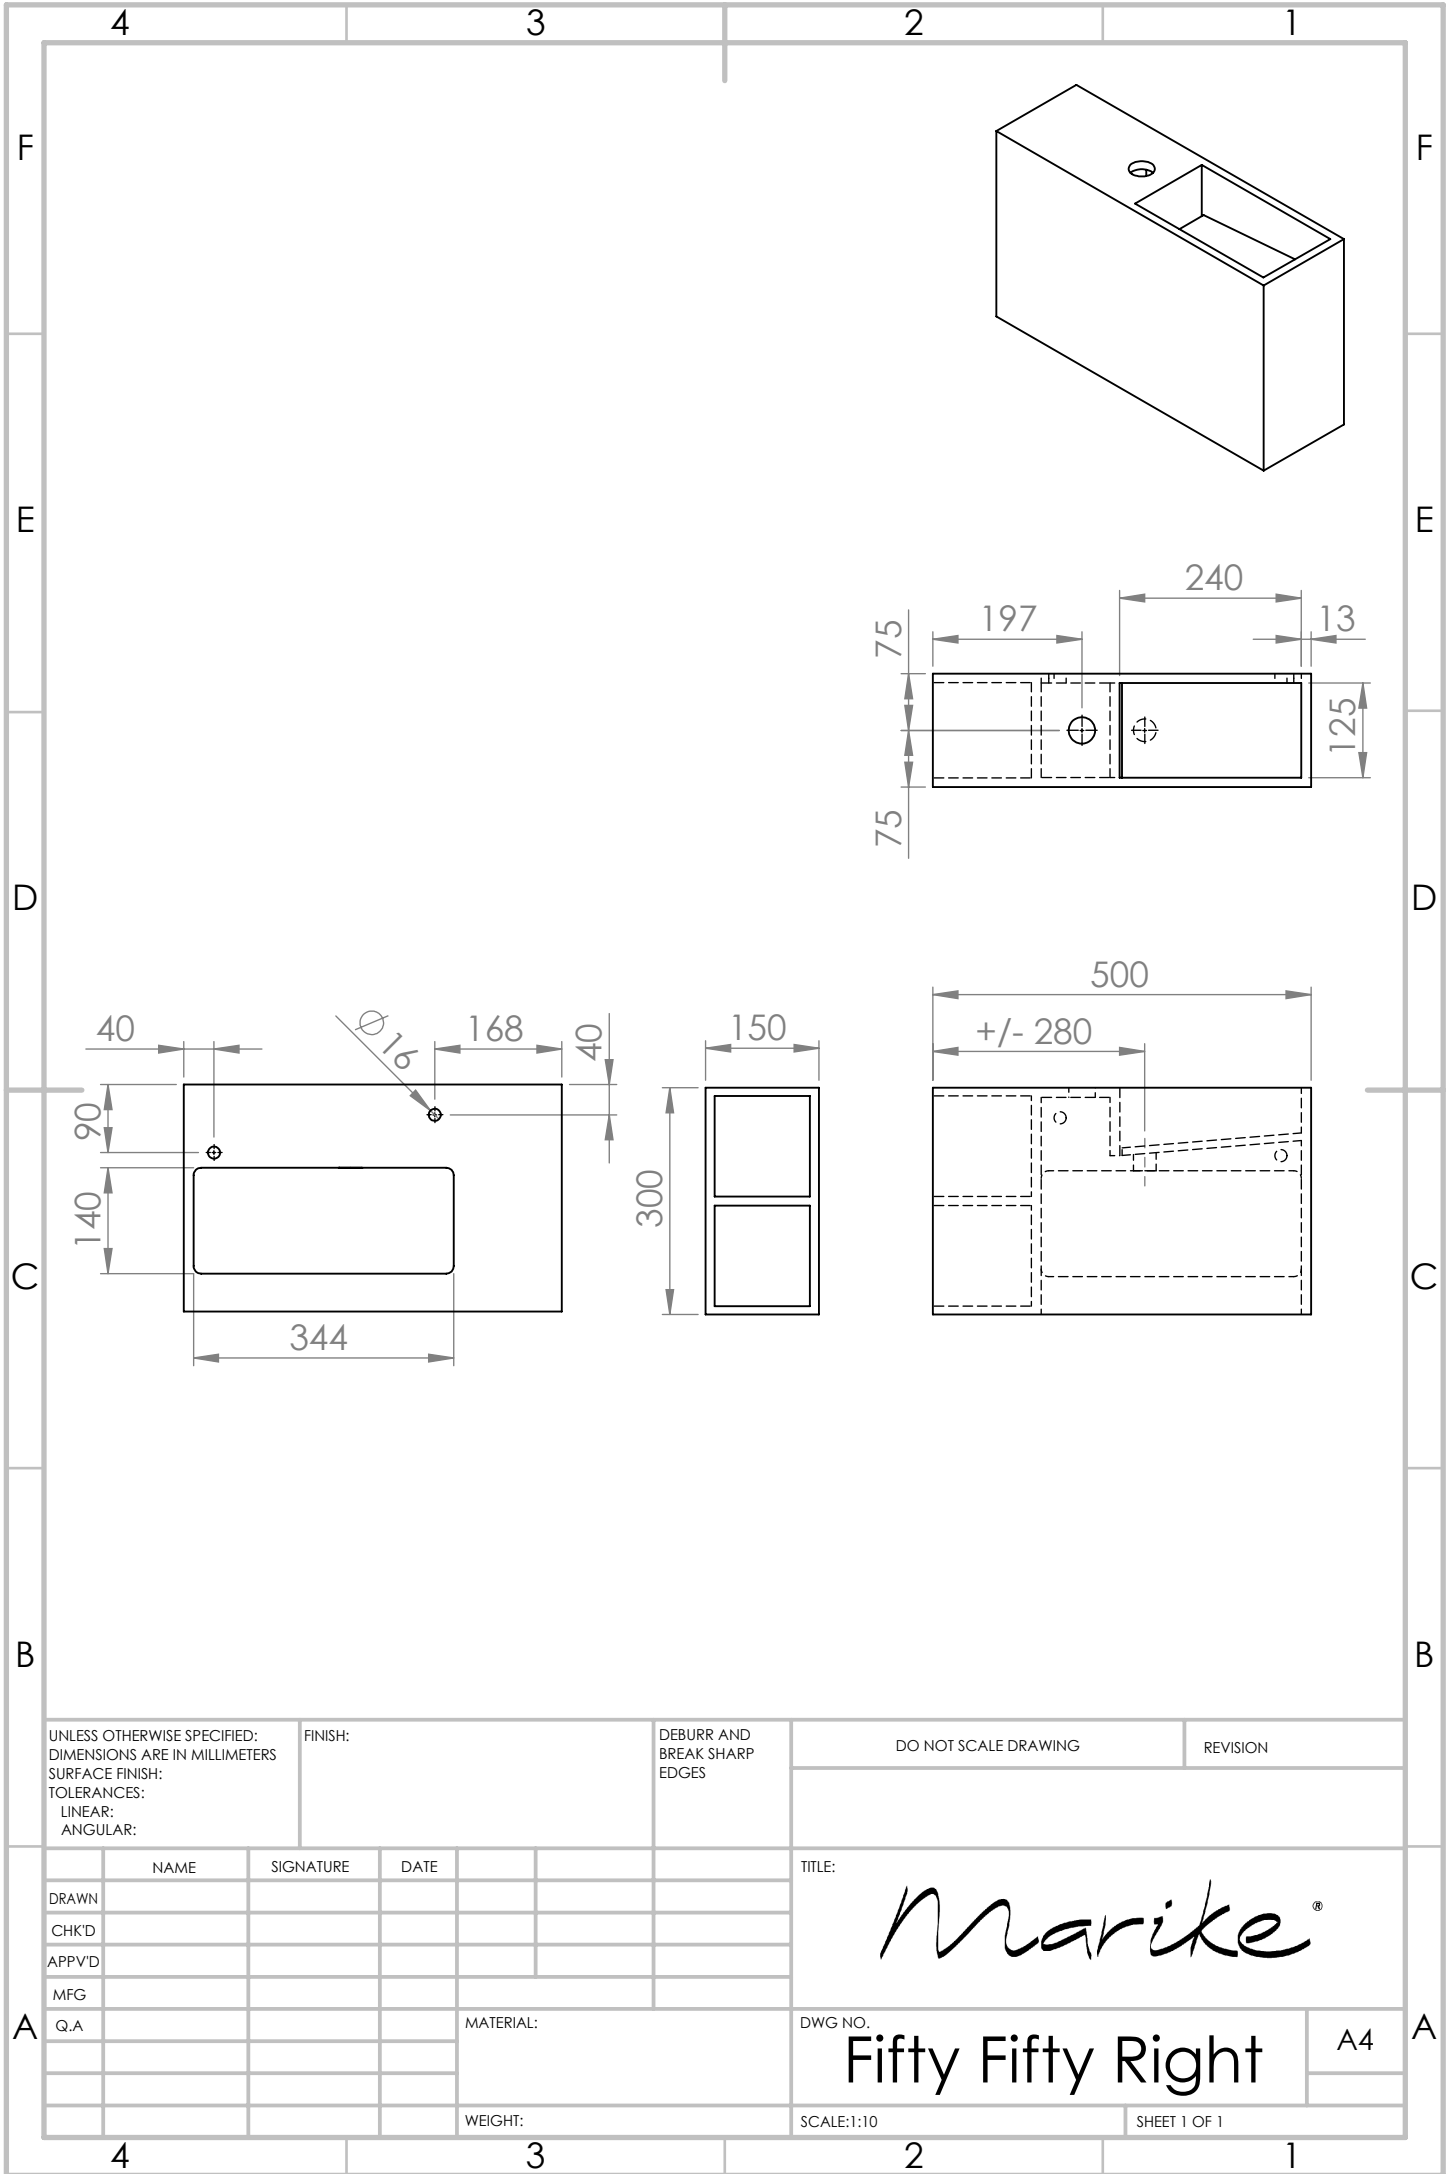 4 3 2 1
F F
E E
240
197 13
75
125
75
D D
500
+/- 280
150
40 Ø 16 168 40
90
140
300
344
C C
B B
UNLESS OTHERWISE SPECIFIED:
DIMENSIONS ARE IN MILLIMETERS
SURFACE FINISH:
TOLERANCES:
LINEAR:
ANGULAR:
FINISH:
DEBURR AND
BREAK SHARP
EDGES
DO NOT SCALE DRAWING
REVISION
NAME SIGNATURE DATE
DRAWN
CHK'D
APPV'D
MFG
Q.A
TITLE:
Marike ®
MATERIAL:
WEIGHT:
DWG NO.
Fifty Fifty Right
A4
SCALE:1:10
SHEET 1 OF 1
A A
4 3 2 1